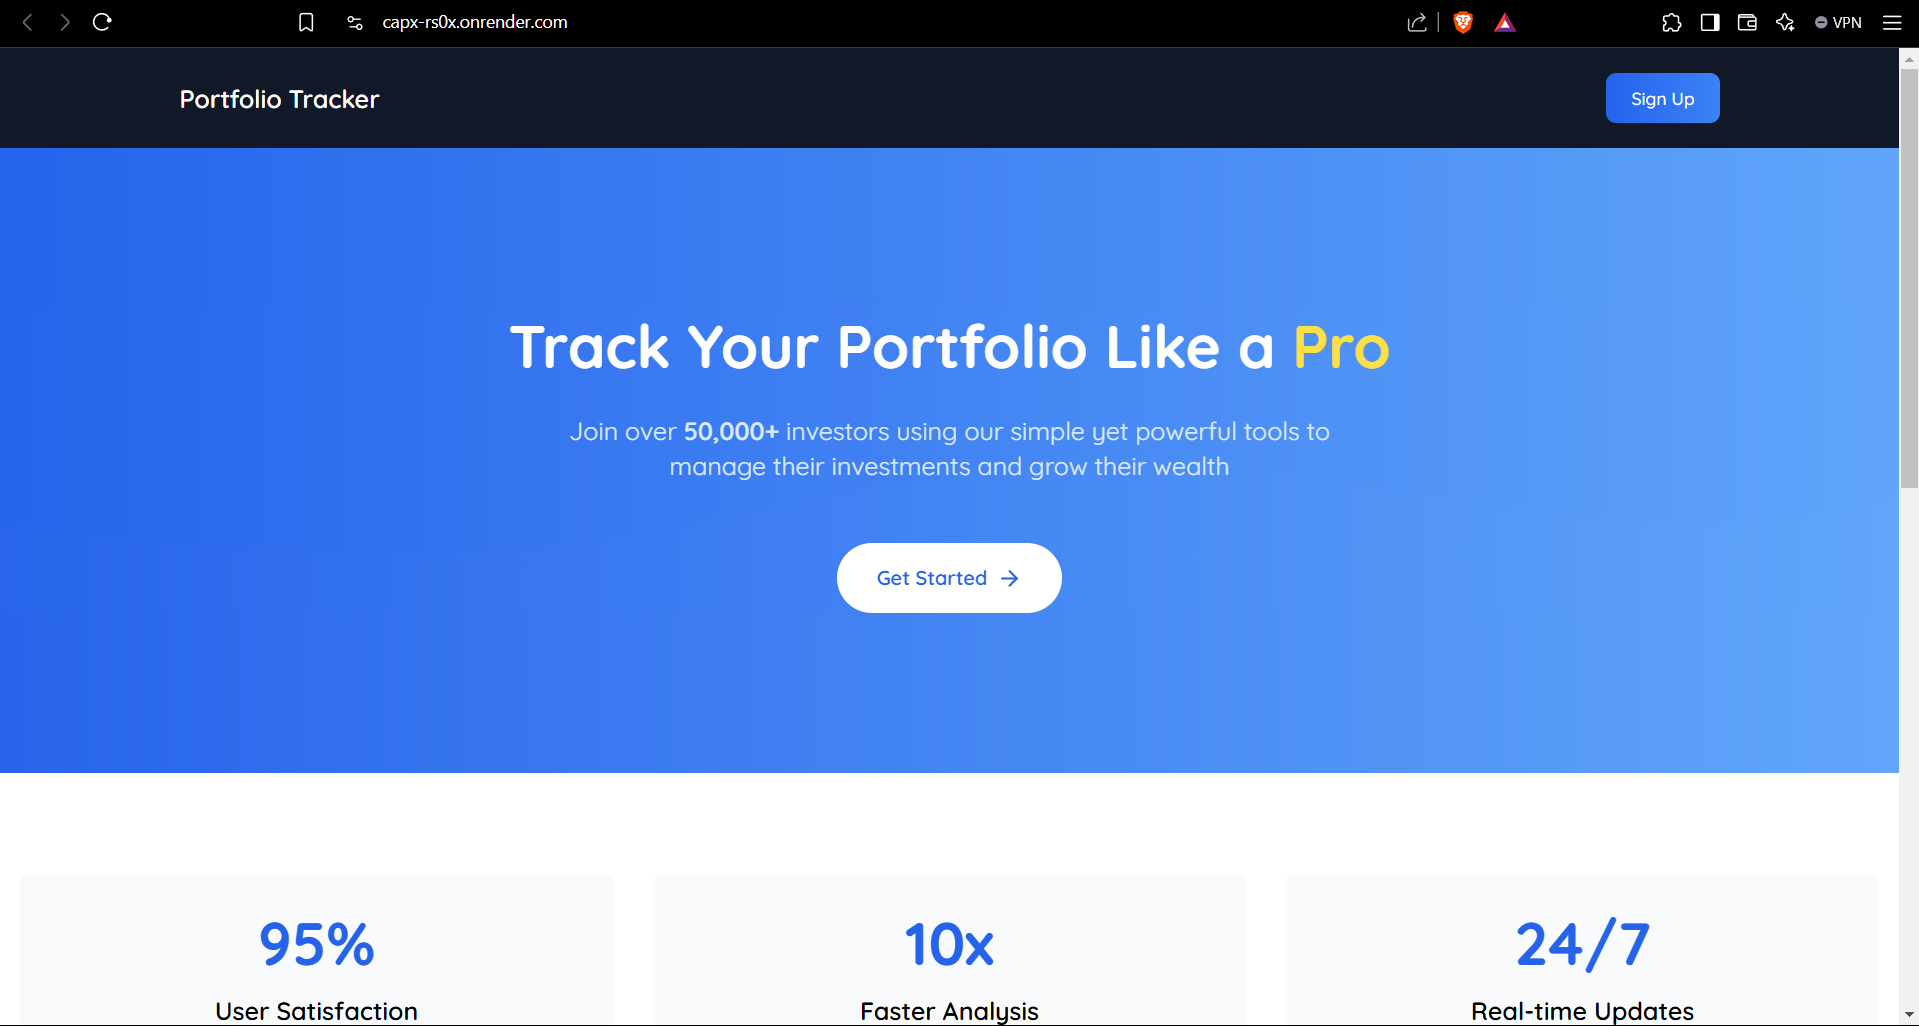 capx-rs0x.onrender.com
VPN
Portfolio Tracker
Sign Up
Track Your Portfolio Like a Pro
Join over 50,000+ investors using our simple yet powerful tools to
manage their investments and grow their wealth
Get Started →
95%
User Satisfaction
10x
Faster Analysis
24/7
Real-time Updates